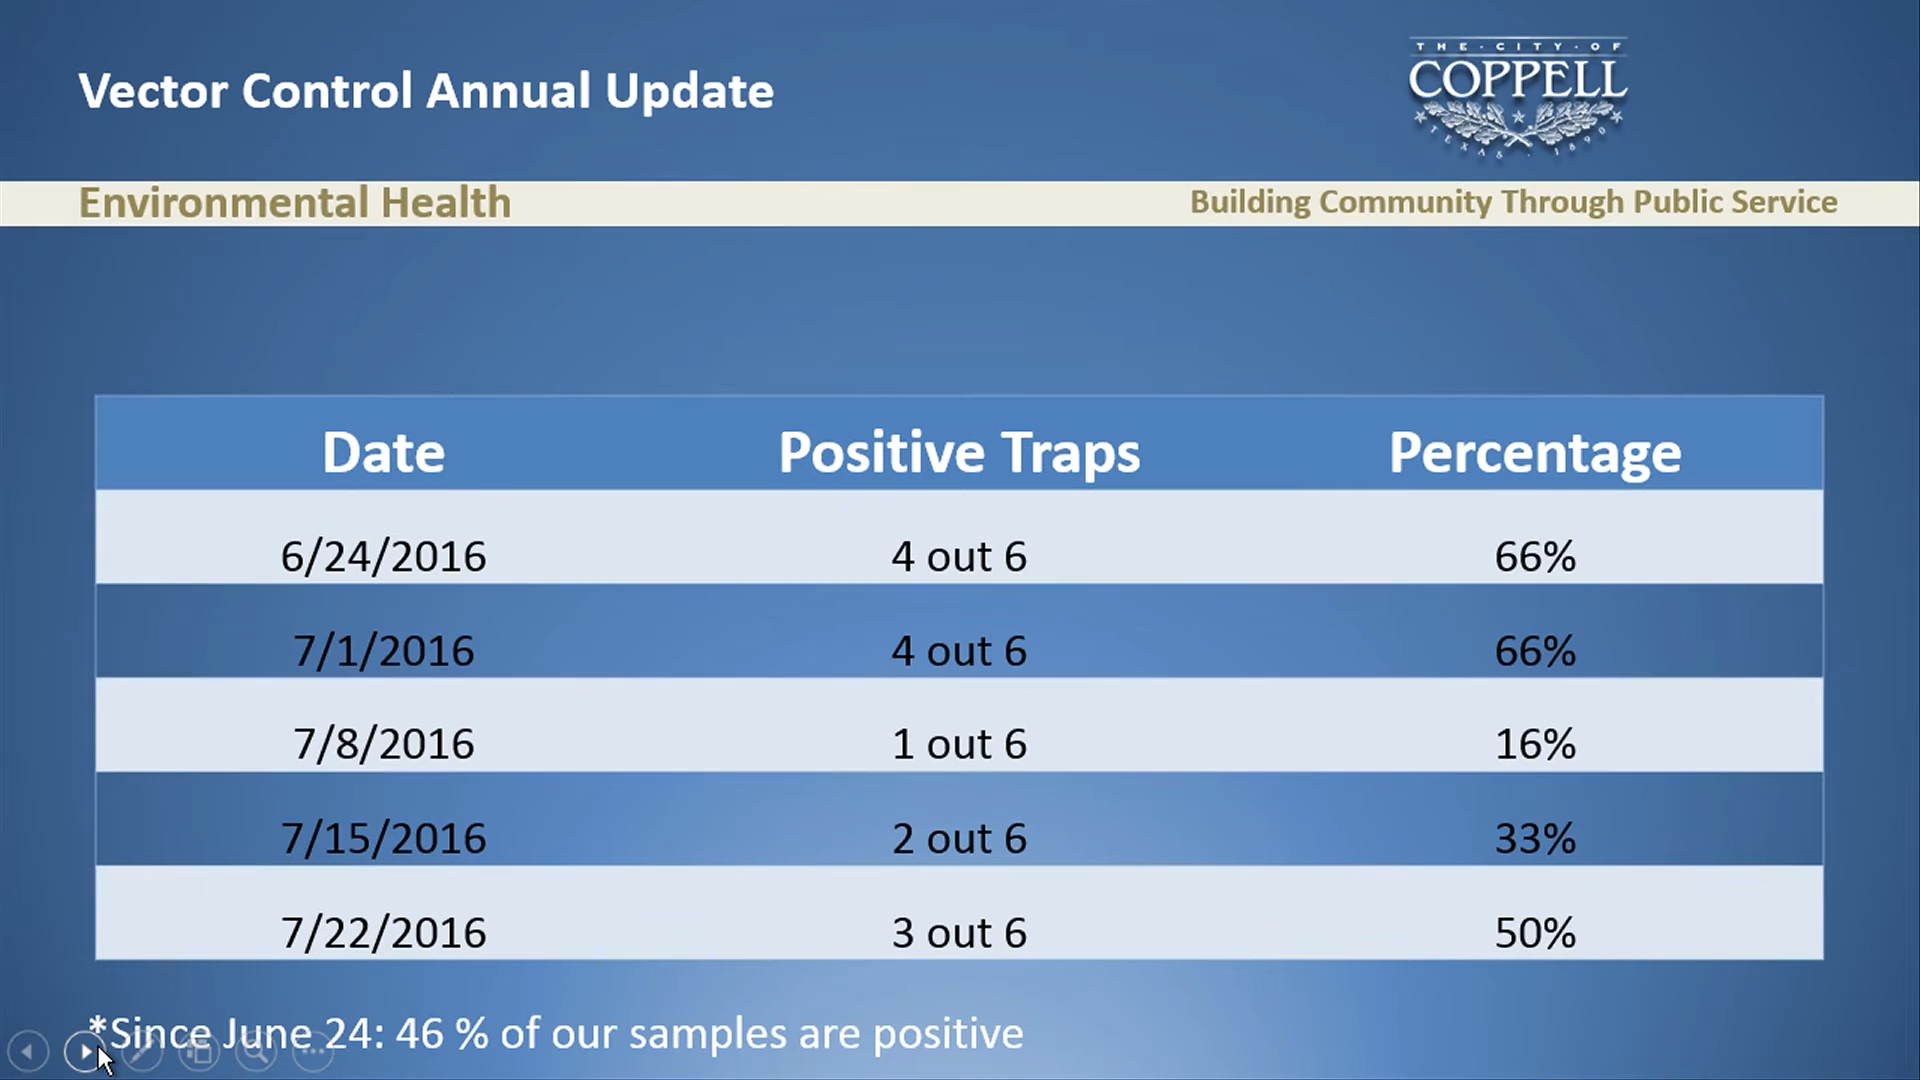 Vector Control Annual Update
THE·CITY·OF
COPPELL
TEXAS · 1890
Environmental Health
Building Community Through Public Service
Date Positive Traps Percentage
6/24/2016 4 out 6 66%
7/1/2016 4 out 6 66%
7/8/2016 1 out 6 16%
7/15/2016 2 out 6 33%
7/22/2016 3 out 6 50%
*Since June 24: 46 % of our samples are positive